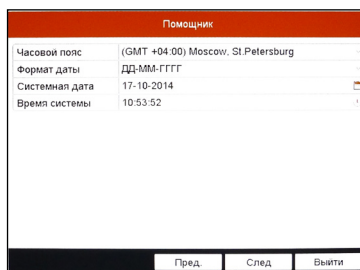 Помощник
Часовой пояс (GMT +04:00) Moscow, St.Petersburg
Формат даты ДД-ММ-ГГГГ
Системная дата 17-10-2014
Время системы 10:53:52
Пред. След Выйти